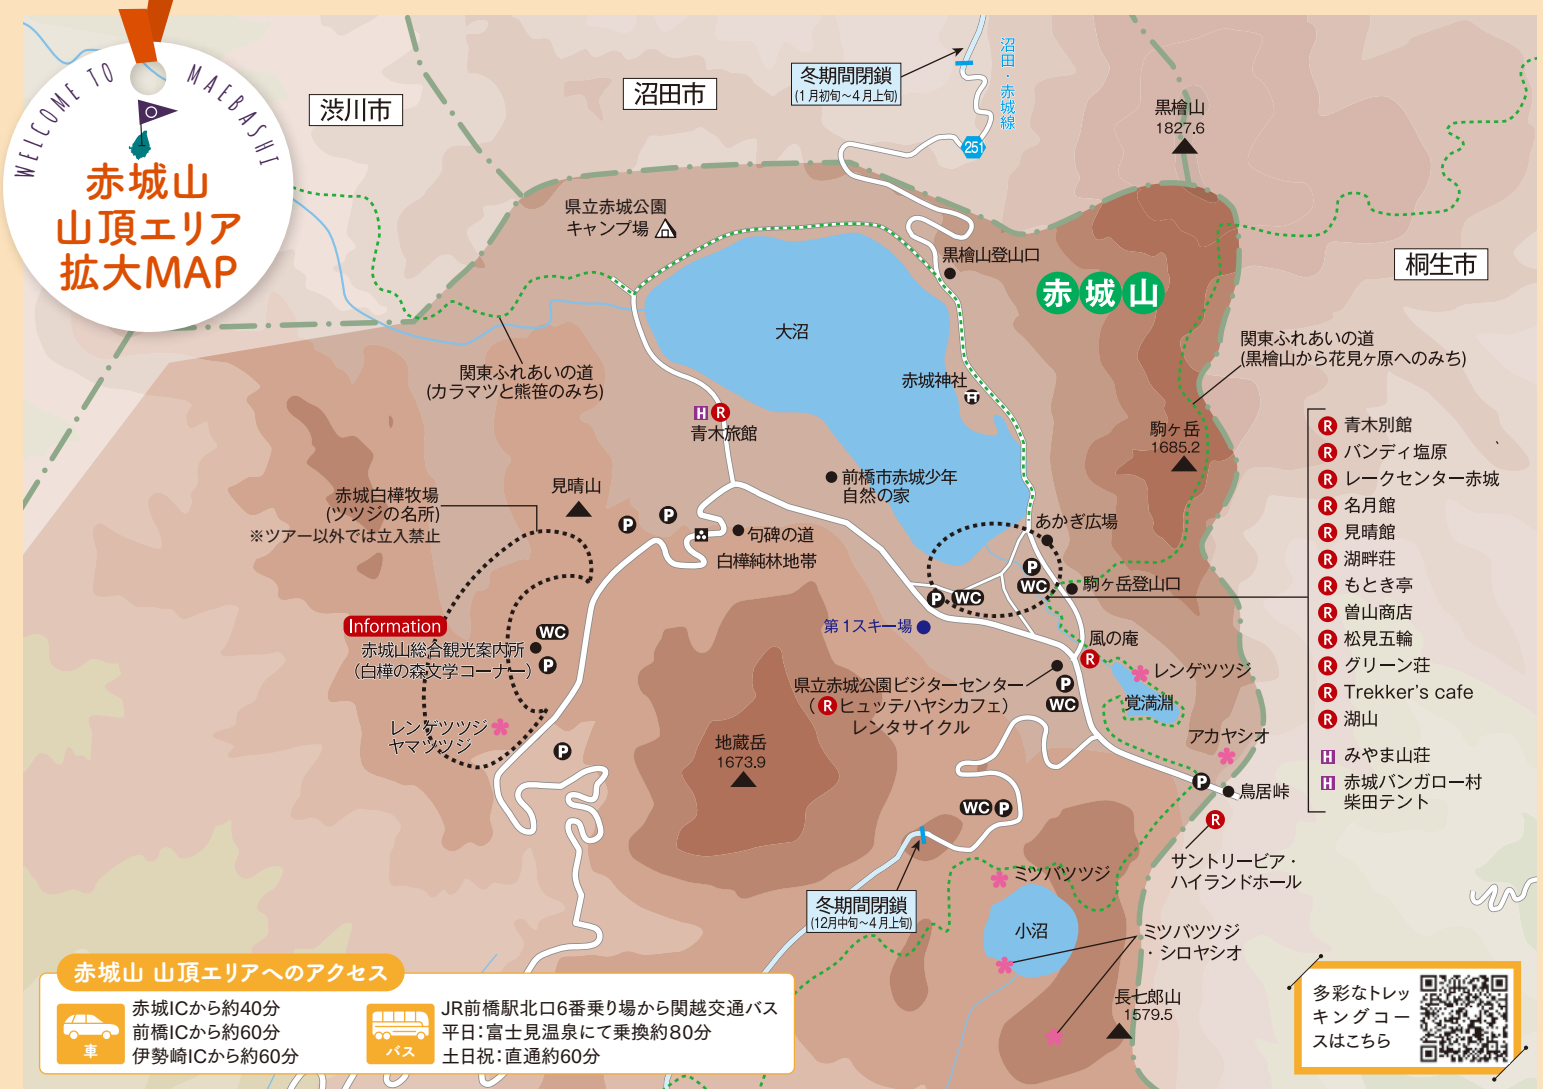 WELCOME TO MAEBASHI
赤城山
山頂エリア
拡大MAP
渋川市
沼田市
冬期間閉鎖
(1月初旬〜4月上旬)
沼田・赤城線
251
黒檜山
1827.6
桐生市
県立赤城公園
キャンプ場
黒檜山登山口
赤城山
大沼
関東ふれあいの道
(カラマツと熊笹のみち)
関東ふれあいの道
(黒檜山から花見ヶ原へのみち)
赤城神社
H R
青木旅館
駒ヶ岳
1685.2
前橋市赤城少年
自然の家
見晴山
赤城白樺牧場
(ツツジの名所)
※ツアー以外では立入禁止
P
P
句碑の道
白樺純林地帯
あかぎ広場
P
WC
P WC
駒ヶ岳登山口
第1スキー場
風の庵
R
レンゲツツジ
覚満淵
Information
赤城山総合観光案内所
(白樺の森文学コーナー)
WC
P
レンゲツツジ
ヤマツツジ
P
県立赤城公園ビジターセンター
(Rヒュッテハヤシカフェ)
レンタサイクル
P
WC
地蔵岳
1673.9
アカヤシオ
P
鳥居峠
R
サントリービア・
ハイランドホール
WC P
冬期間閉鎖
(12月中旬〜4月上旬)
ミツバツツジ
小沼
ミツバツツジ
・シロヤシオ
長七郎山
1579.5
R 青木別館
R バンディ塩原
R レークセンター赤城
R 名月館
R 見晴館
R 湖畔荘
R もとき亭
R 曽山商店
R 松見五輪
R グリーン荘
R Trekker's cafe
R 湖山
H みやま山荘
H 赤城バンガロー村
柴田テント
赤城山 山頂エリアへのアクセス
車
赤城ICから約40分
前橋ICから約60分
伊勢崎ICから約60分
バス
JR前橋駅北口6番乗り場から関越交通バス
平日:富士見温泉にて乗換約80分
土日祝:直通約60分
多彩なトレッ
キングコー
スはこちら